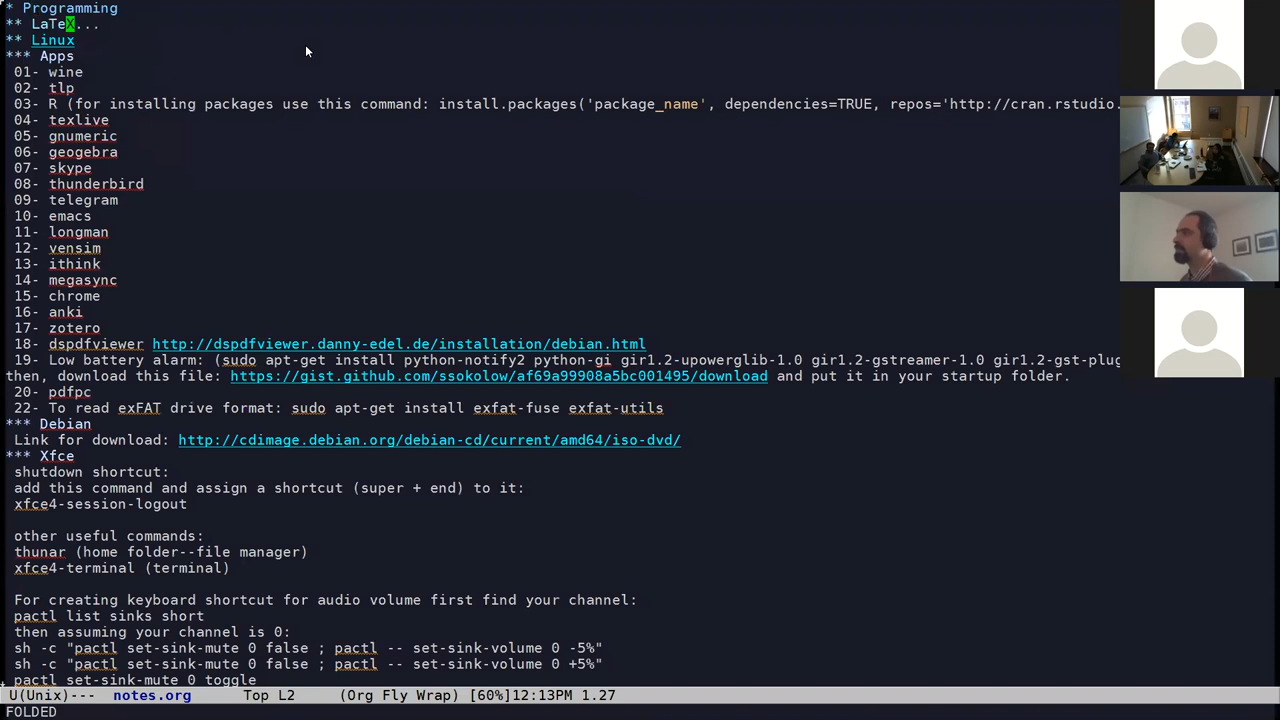 * Programming
** LaTeX...
** Linux
*** Apps
01- wine
02- tlp
03- R (for installing packages use this command: install.packages('package_name', dependencies=TRUE, repos='http://cran.rstudio.
04- texlive
05- gnumeric
06- geogebra
07- skype
08- thunderbird
09- telegram
10- emacs
11- longman
12- vensim
13- ithink
14- megasync
15- chrome
16- anki
17- zotero
18- dspdfviewer http://dspdfviewer.danny-edel.de/installation/debian.html
19- Low battery alarm: (sudo apt-get install python-notify2 python-gi gir1.2-upowerglib-1.0 gir1.2-gstreamer-1.0 gir1.2-gst-plug
then, download this file: https://gist.github.com/ssokolow/af69a99908a5bc001495/download and put it in your startup folder.
20- pdfpc
22- To read exFAT drive format: sudo apt-get install exfat-fuse exfat-utils
*** Debian
Link for download: http://cdimage.debian.org/debian-cd/current/amd64/iso-dvd/
*** Xfce
shutdown shortcut:
add this command and assign a shortcut (super + end) to it:
xfce4-session-logout
other useful commands:
thunar (home folder--file manager)
xfce4-terminal (terminal)
For creating keyboard shortcut for audio volume first find your channel:
pactl list sinks short
then assuming your channel is 0:
sh -c "pactl set-sink-mute 0 false ; pactl -- set-sink-volume 0 -5%"
sh -c "pactl set-sink-mute 0 false ; pactl -- set-sink-volume 0 +5%"
pactl set-sink-mute 0 toggle
U(Unix)--- notes.org Top L2 (Org Fly Wrap) [60%]12:13PM 1.27
FOLDED